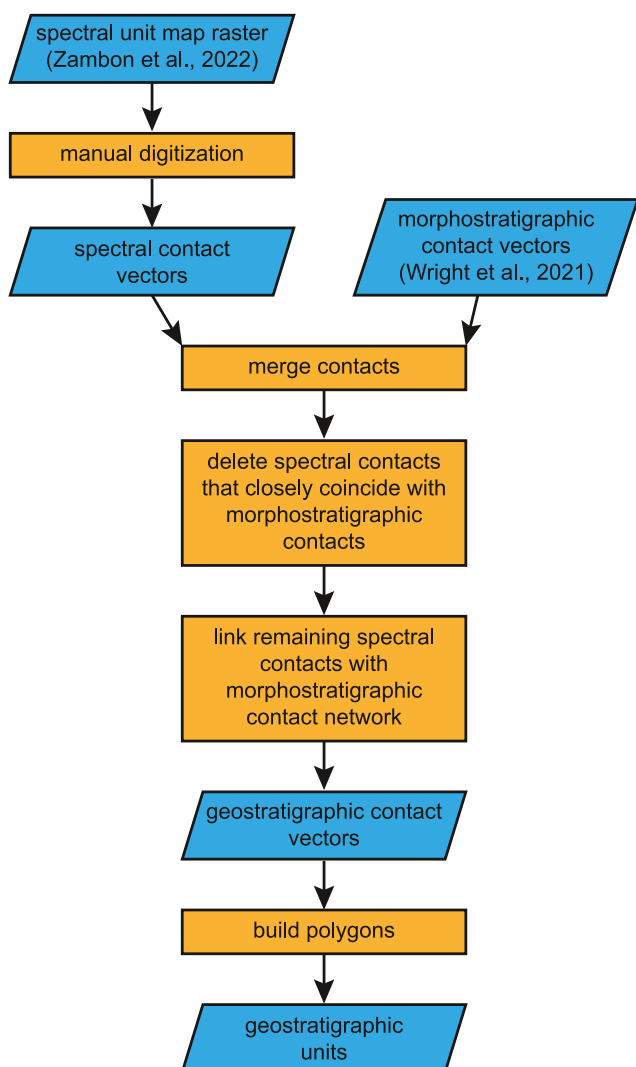 spectral unit map raster
(Zambon et al., 2022)
manual digitization
spectral contact
vectors
morphostratigraphic
contact vectors
(Wright et al., 2021)
merge contacts
delete spectral contacts
that closely coincide with
morphostratigraphic
contacts
link remaining spectral
contacts with
morphostratigraphic
contact network
geostratigraphic contact
vectors
build polygons
geostratigraphic
units